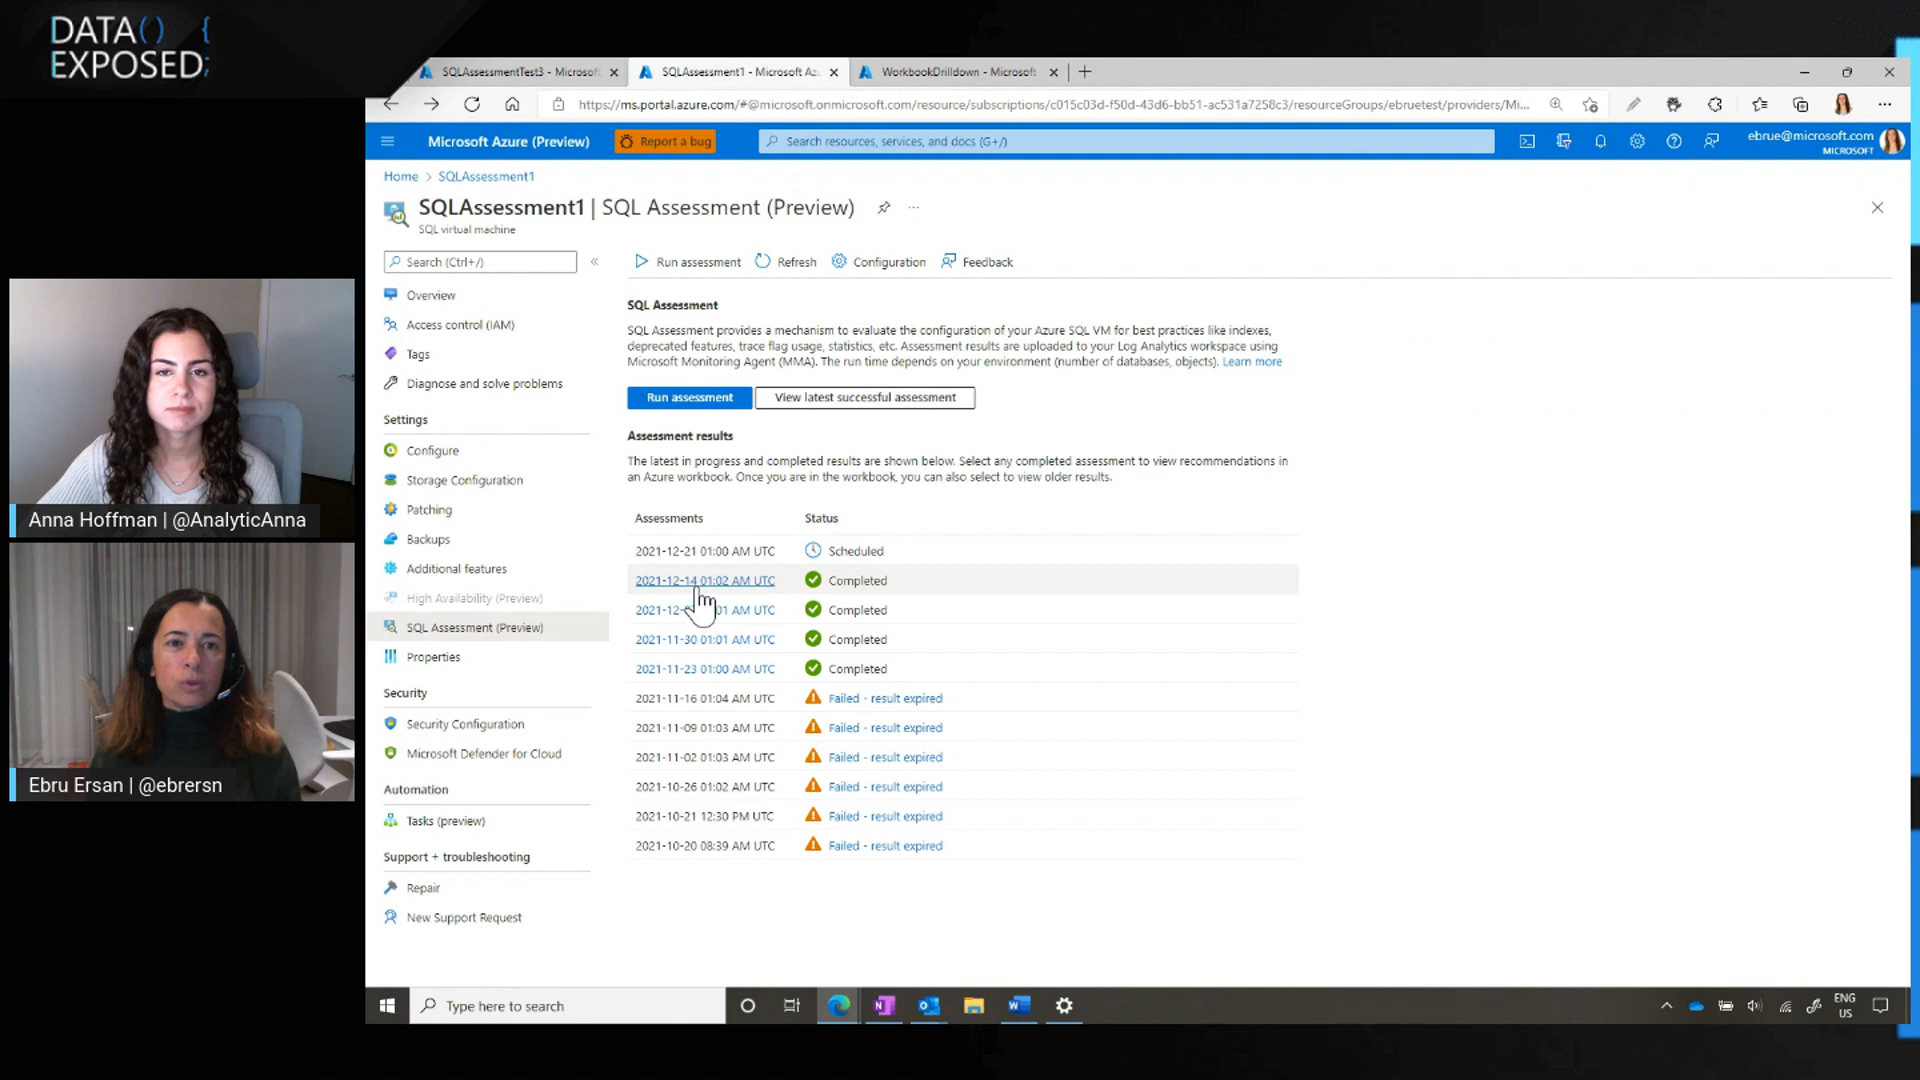 DATA() {
EXPOSED;
SQLAssessmentTest3 - Microsoft
SQLAssessment1 - Microsoft Az
WorkbookDrilldown - Microsoft
https://ms.portal.azure.com/#@microsoft.onmicrosoft.com/resource/subscriptions/c015c03d-f50d-43d6-bb51-ac531a7258c3/resourceGroups/ebruetest/providers/Mi...
Microsoft Azure (Preview)
Report a bug
Search resources, services, and docs (G+/)
ebrue@microsoft.com
MICROSOFT
Home > SQLAssessment1
SQLAssessment1 | SQL Assessment (Preview)
SQL virtual machine
Search (Ctrl+/)
Overview
Access control (IAM)
Tags
Diagnose and solve problems
Settings
Configure
Storage Configuration
Patching
Backups
Additional features
High Availability (Preview)
SQL Assessment (Preview)
Properties
Security
Security Configuration
Microsoft Defender for Cloud
Automation
Tasks (preview)
Support + troubleshooting
Repair
New Support Request
Run assessment
Refresh
Configuration
Feedback
SQL Assessment
SQL Assessment provides a mechanism to evaluate the configuration of your Azure SQL VM for best practices like indexes,
deprecated features, trace flag usage, statistics, etc. Assessment results are uploaded to your Log Analytics workspace using
Microsoft Monitoring Agent (MMA). The run time depends on your environment (number of databases, objects). Learn more
Run assessment
View latest successful assessment
Assessment results
The latest in progress and completed results are shown below. Select any completed assessment to view recommendations in
an Azure workbook. Once you are in the workbook, you can also select to view older results.
Assessments Status
2021-12-21 01:00 AM UTC Scheduled
2021-12-14 01:02 AM UTC Completed
2021-12- 01 AM UTC Completed
2021-11-30 01:01 AM UTC Completed
2021-11-23 01:00 AM UTC Completed
2021-11-16 01:04 AM UTC Failed - result expired
2021-11-09 01:03 AM UTC Failed - result expired
2021-11-02 01:03 AM UTC Failed - result expired
2021-10-26 01:02 AM UTC Failed - result expired
2021-10-21 12:30 PM UTC Failed - result expired
2021-10-20 08:39 AM UTC Failed - result expired
Anna Hoffman | @AnalyticAnna
Ebru Ersan | @ebrersn
Type here to search
ENG
US